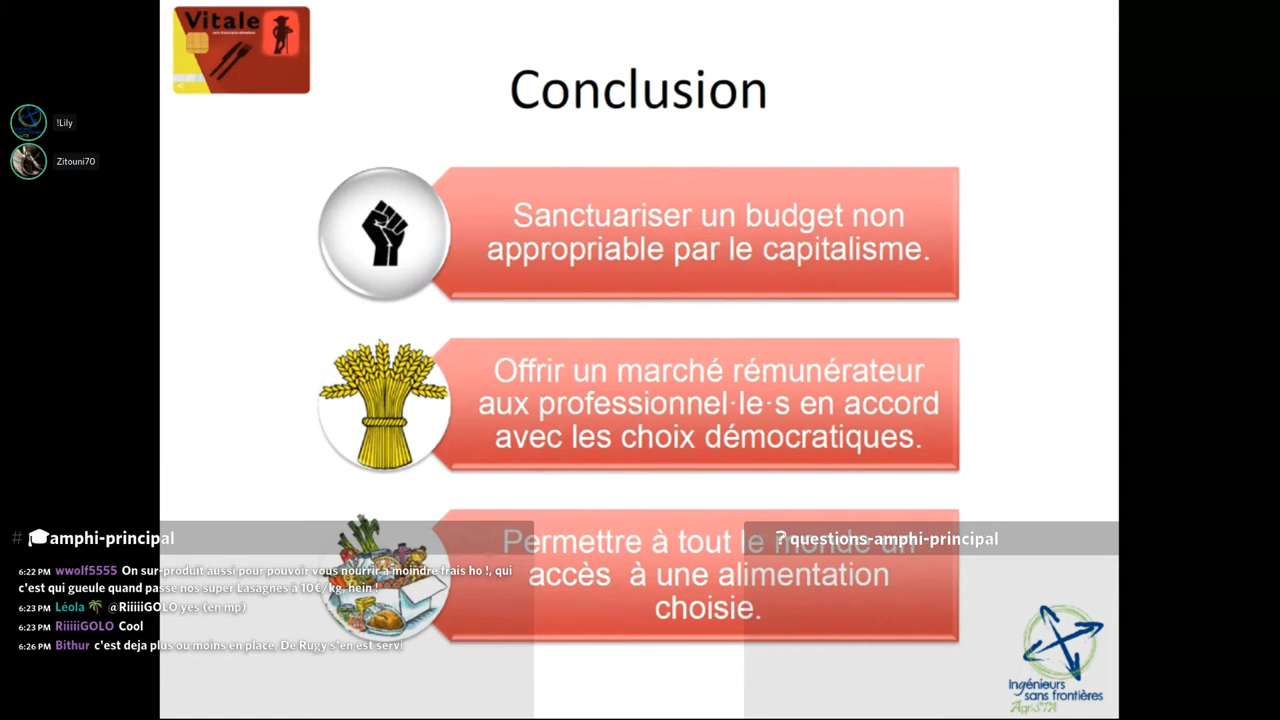 Vitale
Conclusion
!Lily
Zitouni70
Sanctuariser un budget non
appropriable par le capitalisme.
Offrir un marché rémunérateur
aux professionnel·le·s en accord
avec les choix démocratiques.
Permettre à tout le monde un
accès à une alimentation
choisie.
# amphi-principal
6:22 PM wwolf5555 On sur-produit aussi pour pouvoir vous nourrir a moindre frais ho !, qui
c'est qui gueule quand passe nos super Lasagnes à 10€/kg, hein !
6:23 PM Léola @RiiiiiGOLO yes (en mp)
6:23 PM RiiiiiGOLO Cool
6:26 PM Bithur c'est deja plus ou moins en place, De Rugy s'en est servi
? questions-amphi-principal
Ingénieurs
sans frontières
AgriSTA